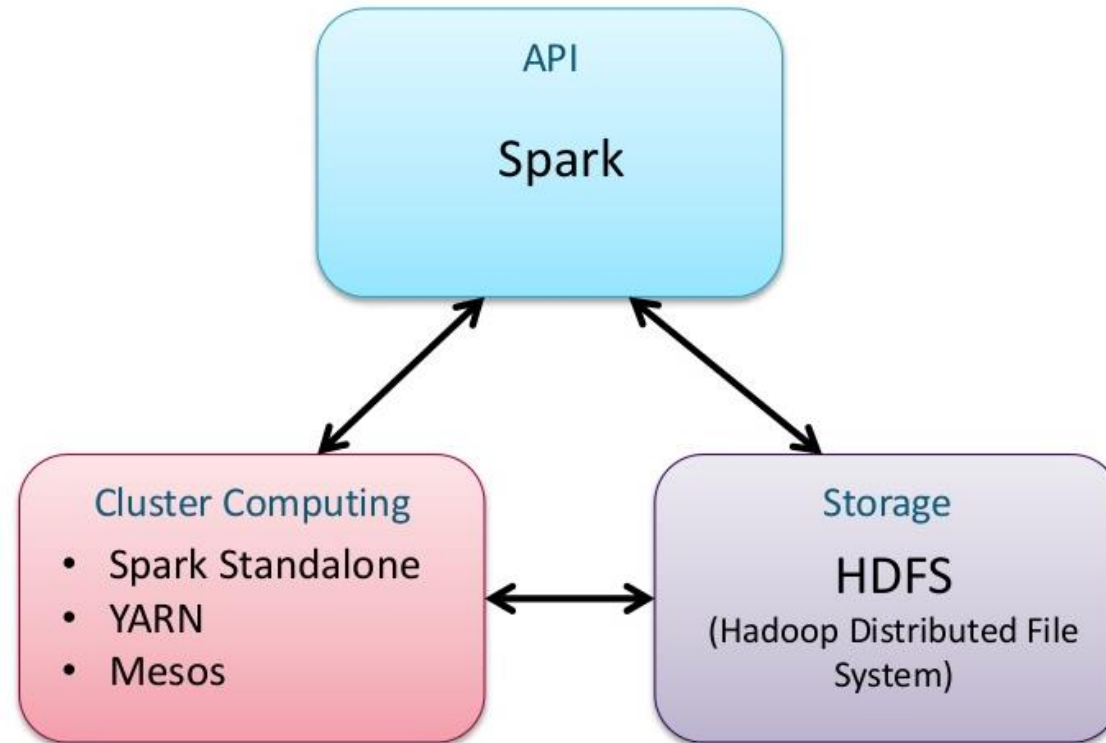 API
Spark
Cluster Computing
• Spark Standalone
• YARN
• Mesos
Storage
HDFS
(Hadoop Distributed File
System)